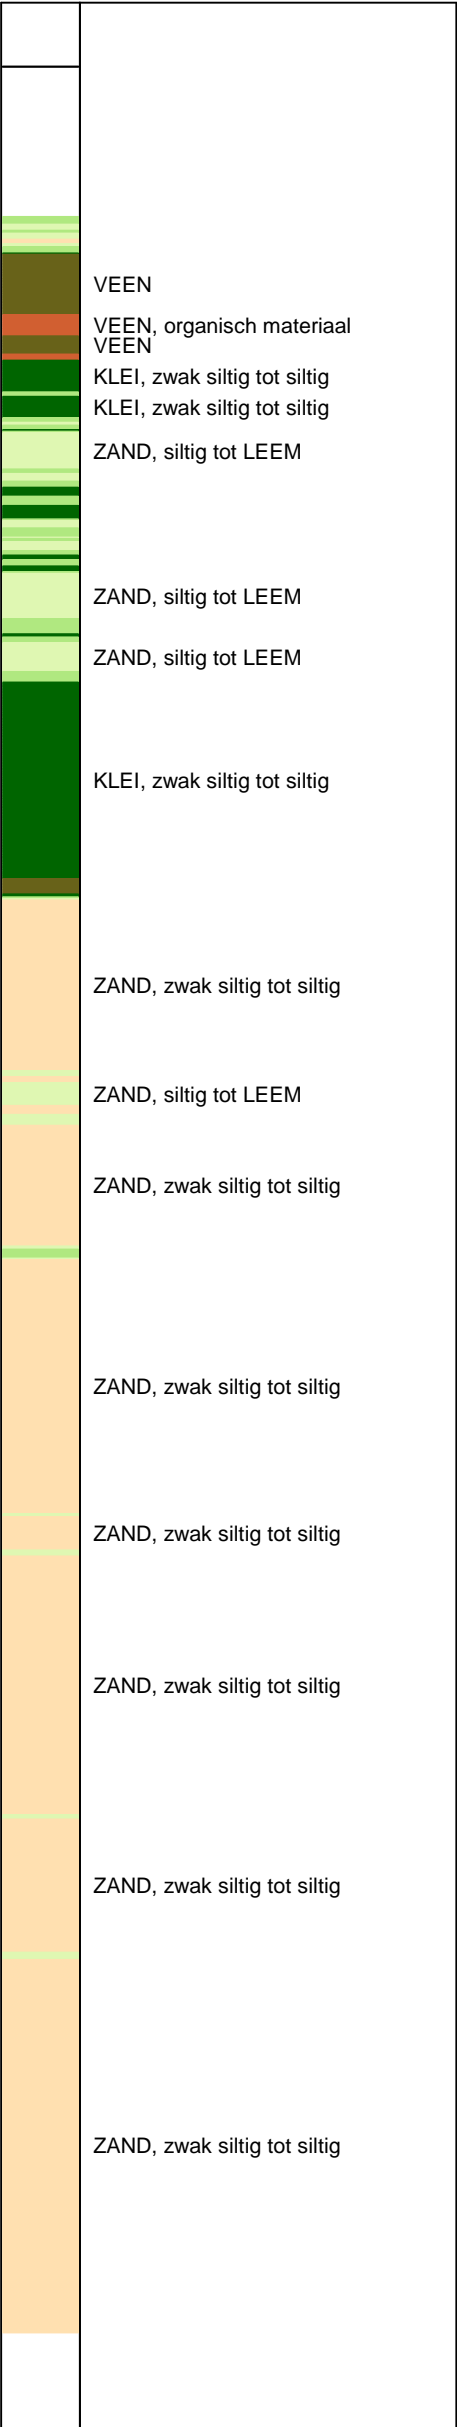 VEEN
VEEN, organisch materiaal
VEEN
KLEI, zwak siltig tot siltig
KLEI, zwak siltig tot siltig
ZAND, siltig tot LEEM
ZAND, siltig tot LEEM
ZAND, siltig tot LEEM
KLEI, zwak siltig tot siltig
ZAND, zwak siltig tot siltig
ZAND, siltig tot LEEM
ZAND, zwak siltig tot siltig
ZAND, zwak siltig tot siltig
ZAND, zwak siltig tot siltig
ZAND, zwak siltig tot siltig
ZAND, zwak siltig tot siltig
ZAND, zwak siltig tot siltig